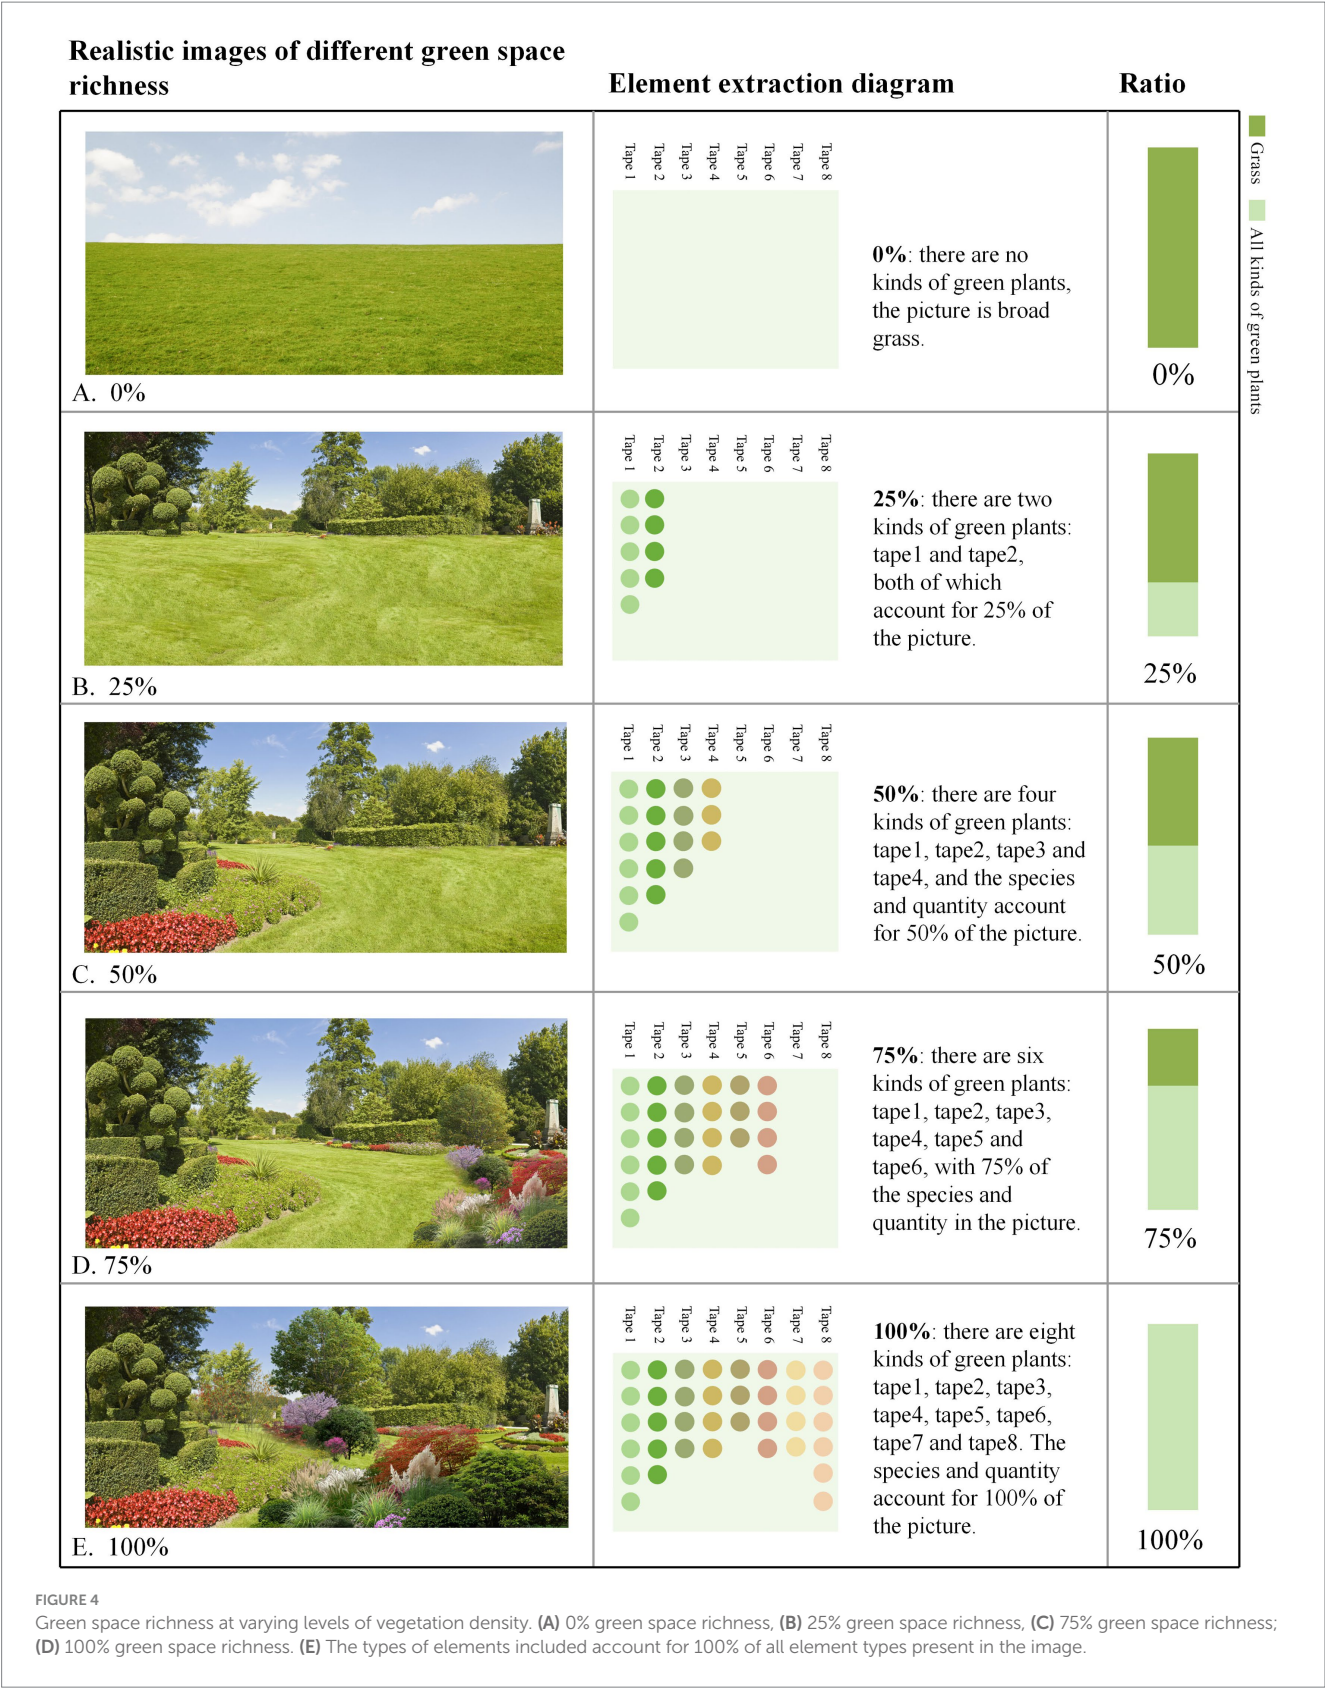 Realistic images of different green space
richness
Element extraction diagram
Ratio
Grass
All kinds of green plants
Tape 1
Tape 2
Tape 3
Tape 4
Tape 5
Tape 6
Tape 7
Tape 8
0%: there are no
kinds of green plants,
the picture is broad
grass.
0%
A. 0%
Tape 1
Tape 2
Tape 3
Tape 4
Tape 5
Tape 6
Tape 7
Tape 8
25%: there are two
kinds of green plants:
tape1 and tape2,
both of which
account for 25% of
the picture.
25%
B. 25%
Tape 1
Tape 2
Tape 3
Tape 4
Tape 5
Tape 6
Tape 7
Tape 8
50%: there are four
kinds of green plants:
tape1, tape2, tape3 and
tape4, and the species
and quantity account
for 50% of the picture.
50%
C. 50%
Tape 1
Tape 2
Tape 3
Tape 4
Tape 5
Tape 6
Tape 7
Tape 8
75%: there are six
kinds of green plants:
tape1, tape2, tape3,
tape4, tape5 and
tape6, with 75% of
the species and
quantity in the picture.
75%
D. 75%
Tape 1
Tape 2
Tape 3
Tape 4
Tape 5
Tape 6
Tape 7
Tape 8
100%: there are eight
kinds of green plants:
tape1, tape2, tape3,
tape4, tape5, tape6,
tape7 and tape8. The
species and quantity
account for 100% of
the picture.
100%
E. 100%
FIGURE 4
Green space richness at varying levels of vegetation density. (A) 0% green space richness, (B) 25% green space richness, (C) 75% green space richness;
(D) 100% green space richness. (E) The types of elements included account for 100% of all element types present in the image.